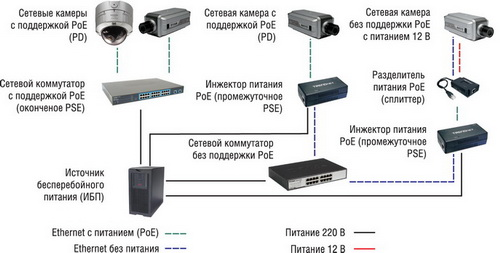 Сетевые камеры
с поддержкой PoE
(PD)
Сетевая камера с
поддержкой PoE
(PD)
Сетевая камера
без поддержки PoE
с питанием 12 В
Сетевой коммутатор
с поддержкой PoE
(оконченое PSE)
Инжектор питания
PoE (промежуточное
PSE)
Разделитель
питания PoE
(сплиттер)
Сетевой коммутатор
без поддержки PoE
Инжектор питания
PoE (промежуточное
PSE)
Источник
бесперебойного
питания (ИБП)
Ethernet с питанием (PoE)
Ethernet без питания
Питание 220 В
Питание 12 В